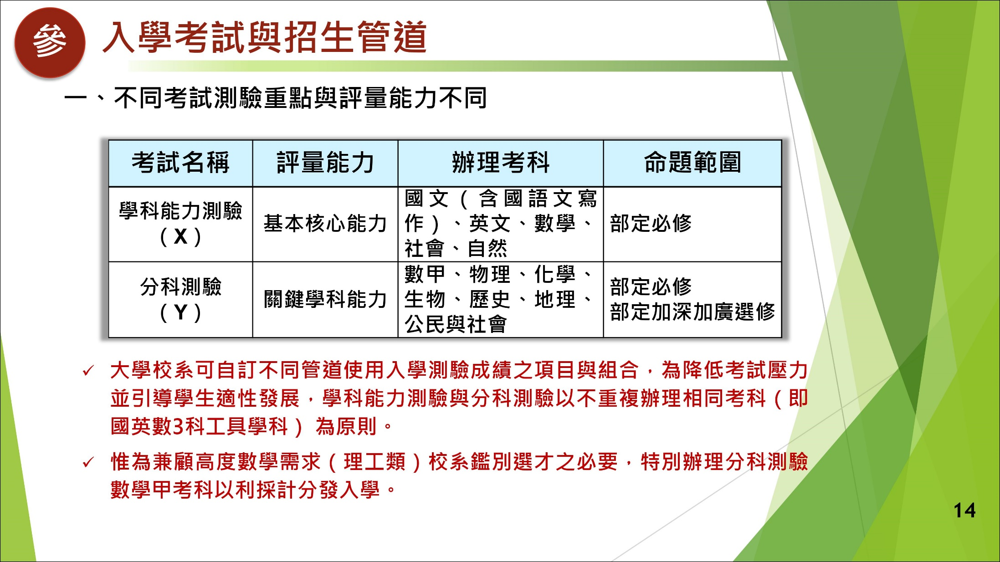 參
入學考試與招生管道
一、不同考試測驗重點與評量能力不同
考試名稱 評量能力 辦理考科 命題範圍
學科能力測驗
（X）
基本核心能力
國文（含國語文寫
作）、英文、數學、
社會、自然
部定必修
分科測驗
（Y）
關鍵學科能力
數甲、物理、化學、
生物、歷史、地理、
公民與社會
部定必修
部定加深加廣選修
✓ 大學校系可自訂不同管道使用入學測驗成績之項目與組合，為降低考試壓力
並引導學生適性發展，學科能力測驗與分科測驗以不重複辦理相同考科（即
國英數3科工具學科） 為原則。
✓ 惟為兼顧高度數學需求（理工類）校系鑑別選才之必要，特別辦理分科測驗
數學甲考科以利採計分發入學。
14